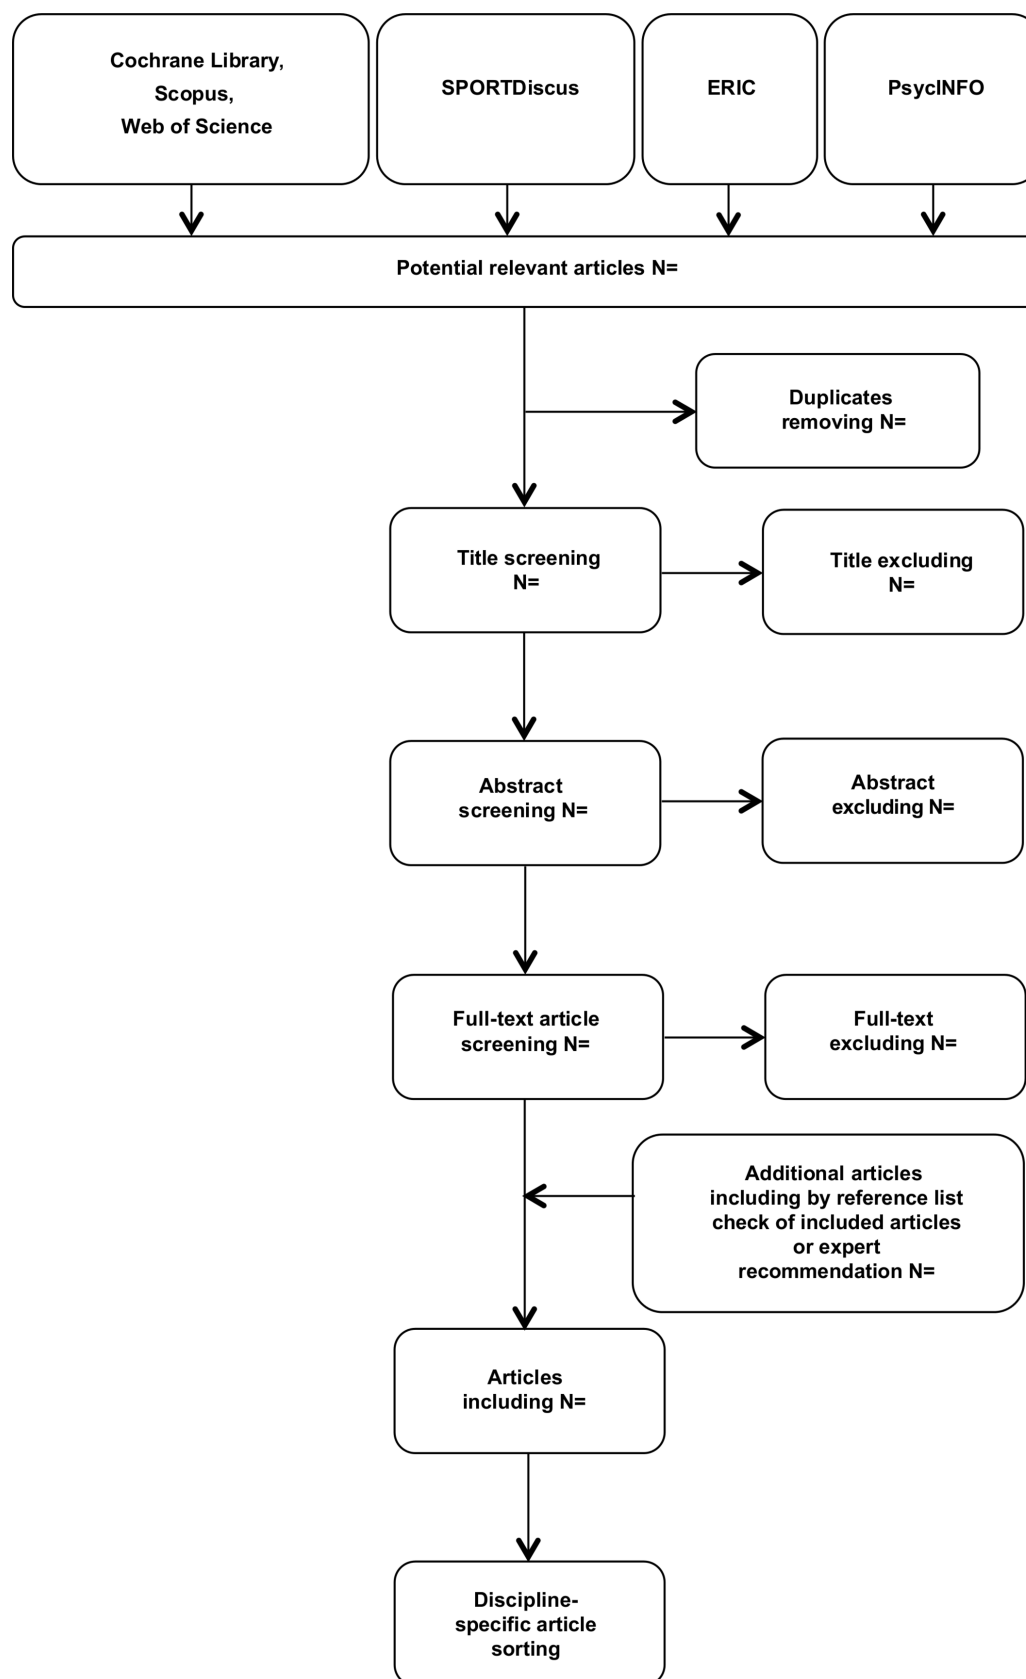 Cochrane Library,
Scopus,
Web of Science
SPORTDiscus
ERIC
PsycINFO
Potential relevant articles N=
Duplicates
removing N=
Title screening
N=
Title excluding
N=
Abstract
screening N=
Abstract
excluding N=
Full-text article
screening N=
Full-text
excluding N=
Additional articles
including by reference list
check of included articles
or expert
recommendation N=
Articles
including N=
Discipline-
specific article
sorting